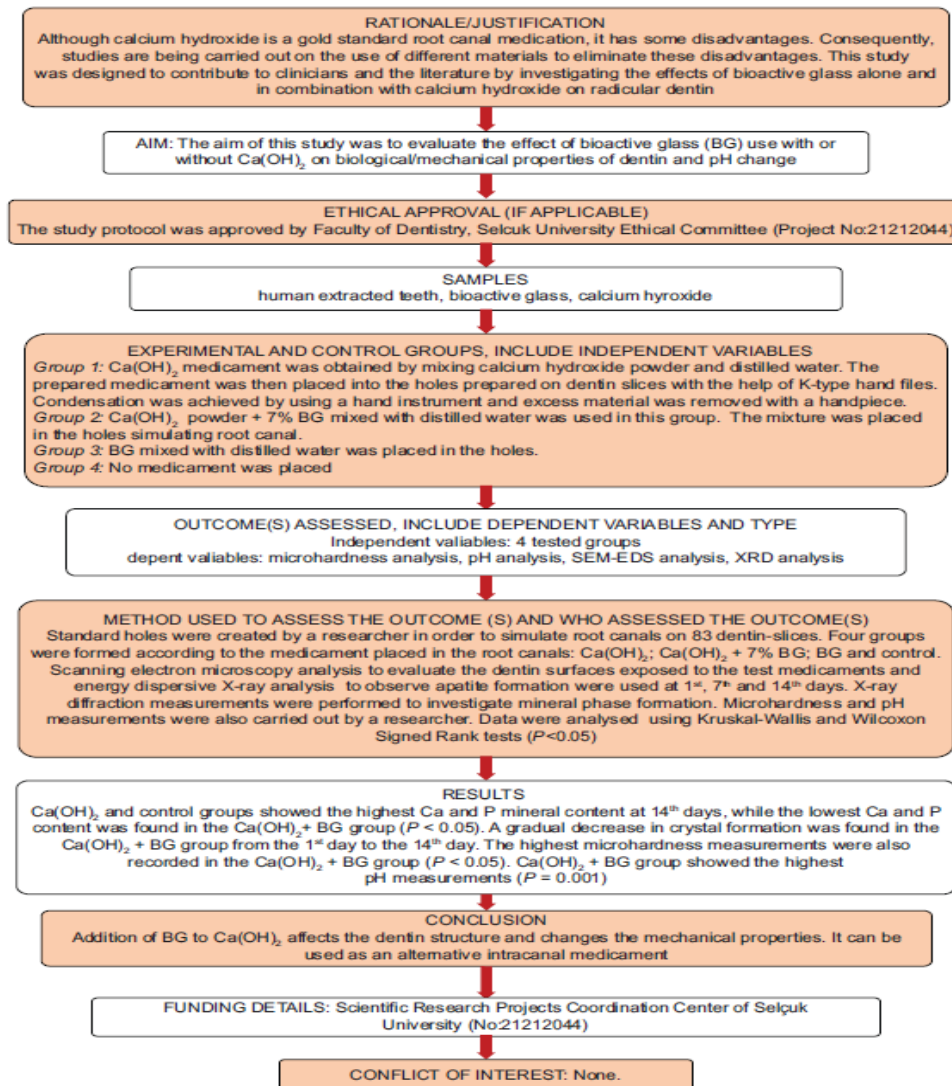 RATIONALE/JUSTIFICATION
Although calcium hydroxide is a gold standard root canal medication, it has some disadvantages. Consequently,
studies are being carried out on the use of different materials to eliminate these disadvantages. This study
was designed to contribute to clinicians and the literature by investigating the effects of bioactive glass alone and
in combination with calcium hydroxide on radicular dentin
AIM: The aim of this study was to evaluate the effect of bioactive glass (BG) use with or
without Ca(OH)₂ on biological/mechanical properties of dentin and pH change
ETHICAL APPROVAL (IF APPLICABLE)
The study protocol was approved by Faculty of Dentistry, Selcuk University Ethical Committee (Project No:21212044)
SAMPLES
human extracted teeth, bioactive glass, calcium hyroxide
EXPERIMENTAL AND CONTROL GROUPS, INCLUDE INDEPENDENT VARIABLES
Group 1: Ca(OH)₂ medicament was obtained by mixing calcium hydroxide powder and distilled water. The
prepared medicament was then placed into the holes prepared on dentin slices with the help of K-type hand files.
Condensation was achieved by using a hand instrument and excess material was removed with a handpiece.
Group 2: Ca(OH)₂ powder + 7% BG mixed with distilled water was used in this group. The mixture was placed
in the holes simulating root canal.
Group 3: BG mixed with distilled water was placed in the holes.
Group 4: No medicament was placed
OUTCOME(S) ASSESSED, INCLUDE DEPENDENT VARIABLES AND TYPE
Independent variables: 4 tested groups
depent variables: microhardness analysis, pH analysis, SEM-EDS analysis, XRD analysis
METHOD USED TO ASSESS THE OUTCOME (S) AND WHO ASSESSED THE OUTCOME(S)
Standard holes were created by a researcher in order to simulate root canals on 83 dentin-slices. Four groups
were formed according to the medicament placed in the root canals: Ca(OH)₂; Ca(OH)₂ + 7% BG; BG and control.
Scanning electron microscopy analysis to evaluate the dentin surfaces exposed to the test medicaments and
energy dispersive X-ray analysis to observe apatite formation were used at 1ˢᵗ, 7ᵗʰ and 14ᵗʰ days. X-ray
diffraction measurements were performed to investigate mineral phase formation. Microhardness and pH
measurements were also carried out by a researcher. Data were analysed using Kruskal-Wallis and Wilcoxon
Signed Rank tests (P<0.05)
RESULTS
Ca(OH)₂ and control groups showed the highest Ca and P mineral content at 14ᵗʰ days, while the lowest Ca and P
content was found in the Ca(OH)₂+ BG group (P < 0.05). A gradual decrease in crystal formation was found in the
Ca(OH)₂ + BG group from the 1ˢᵗ day to the 14ᵗʰ day. The highest microhardness measurements were also
recorded in the Ca(OH)₂ + BG group (P < 0.05). Ca(OH)₂ + BG group showed the highest
pH measurements (P = 0.001)
CONCLUSION
Addition of BG to Ca(OH)₂ affects the dentin structure and changes the mechanical properties. It can be
used as an alternative intracanal medicament
FUNDING DETAILS: Scientific Research Projects Coordination Center of Selçuk
University (No:21212044)
CONFLICT OF INTEREST: None.